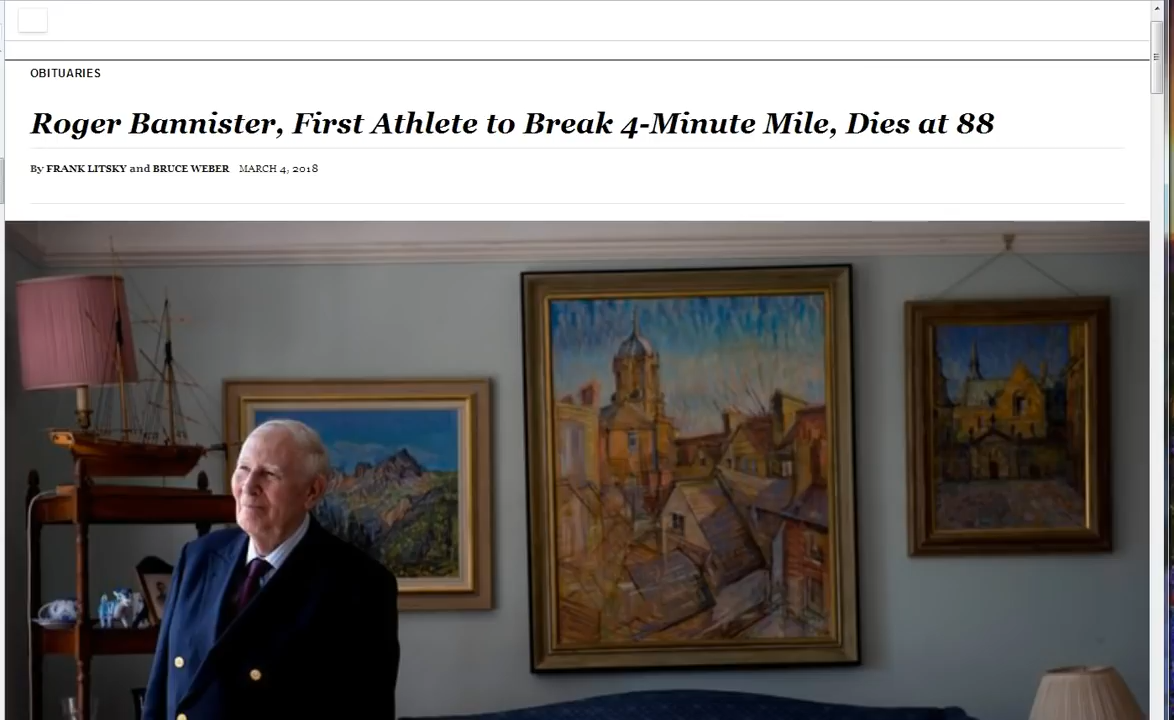 OBITUARIES
Roger Bannister, First Athlete to Break 4-Minute Mile, Dies at 88
By FRANK LITSKY and BRUCE WEBER MARCH 4, 2018